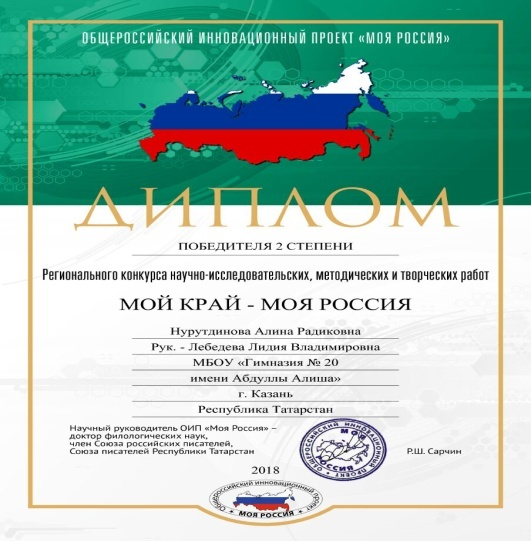 ОБЩЕРОССИЙСКИЙ ИННОВАЦИОННЫЙ ПРОЕКТ «МОЯ РОССИЯ»
ДИПЛОМ
ПОБЕДИТЕЛЯ 2 СТЕПЕНИ
Регионального конкурса научно-исследовательских, методических и творческих работ
МОЙ КРАЙ - МОЯ РОССИЯ
Нурутдинова Алина Радиковна
Рук. - Лебедева Лидия Владимировна
МБОУ «Гимназия № 20
имени Абдуллы Алиша»
г. Казань
Республика Татарстан
Научный руководитель ОИП «Моя Россия» –
доктор филологических наук,
член Союза российских писателей,
Союза писателей Республики Татарстан
ОБЩЕРОССИЙСКИЙ ИННОВАЦИОННЫЙ ПРОЕКТ
МОЯ
РОССИЯ
Р.Ш. Сарчин
2018
ОБЩЕРОССИЙСКИЙ ИННОВАЦИОННЫЙ ПРОЕКТ
МОЯ РОССИЯ